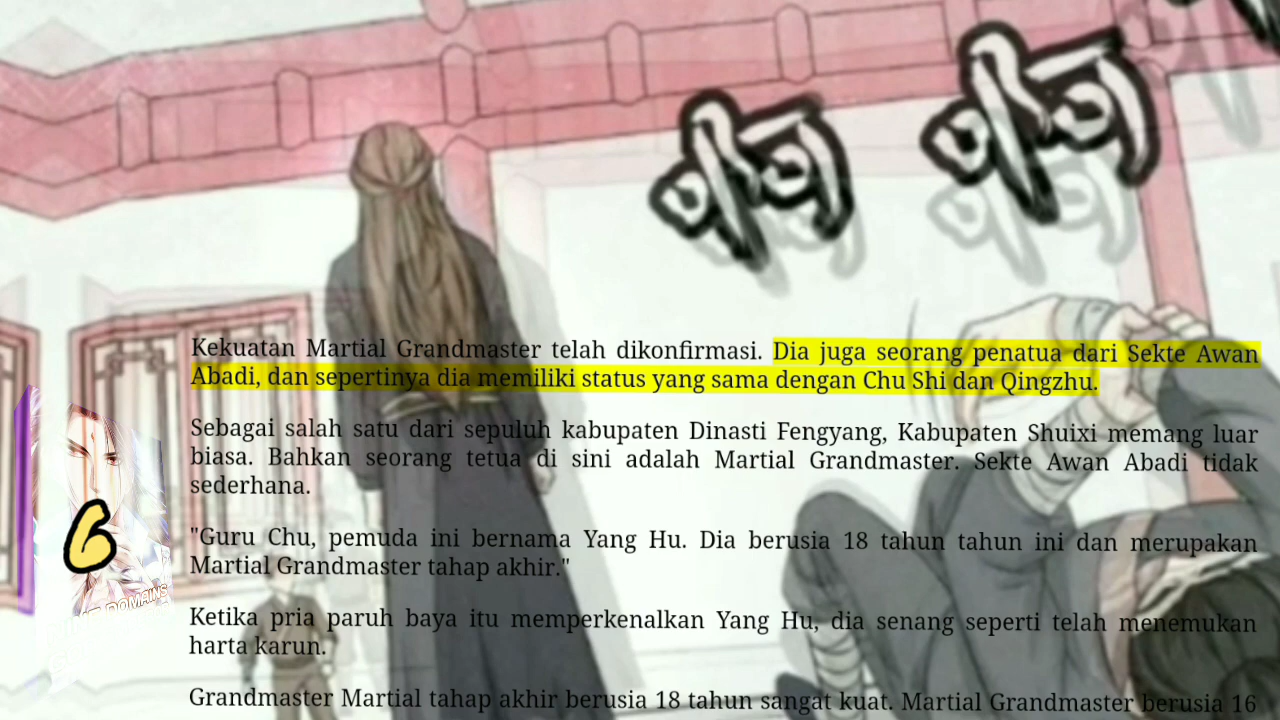 Kekuatan Martial Grandmaster telah dikonfirmasi. Dia juga seorang penatua dari Sekte Awan
Abadi, dan sepertinya dia memiliki status yang sama dengan Chu Shi dan Qingzhu.
Sebagai salah satu dari sepuluh kabupaten Dinasti Fengyang, Kabupaten Shuixi memang luar
biasa. Bahkan seorang tetua di sini adalah Martial Grandmaster. Sekte Awan Abadi tidak
sederhana.
"Guru Chu, pemuda ini bernama Yang Hu. Dia berusia 18 tahun tahun ini dan merupakan
Martial Grandmaster tahap akhir."
Ketika pria paruh baya itu memperkenalkan Yang Hu, dia senang seperti telah menemukan
harta karun.
Grandmaster Martial tahap akhir berusia 18 tahun sangat kuat. Martial Grandmaster berusia 16
6
DOMAINS